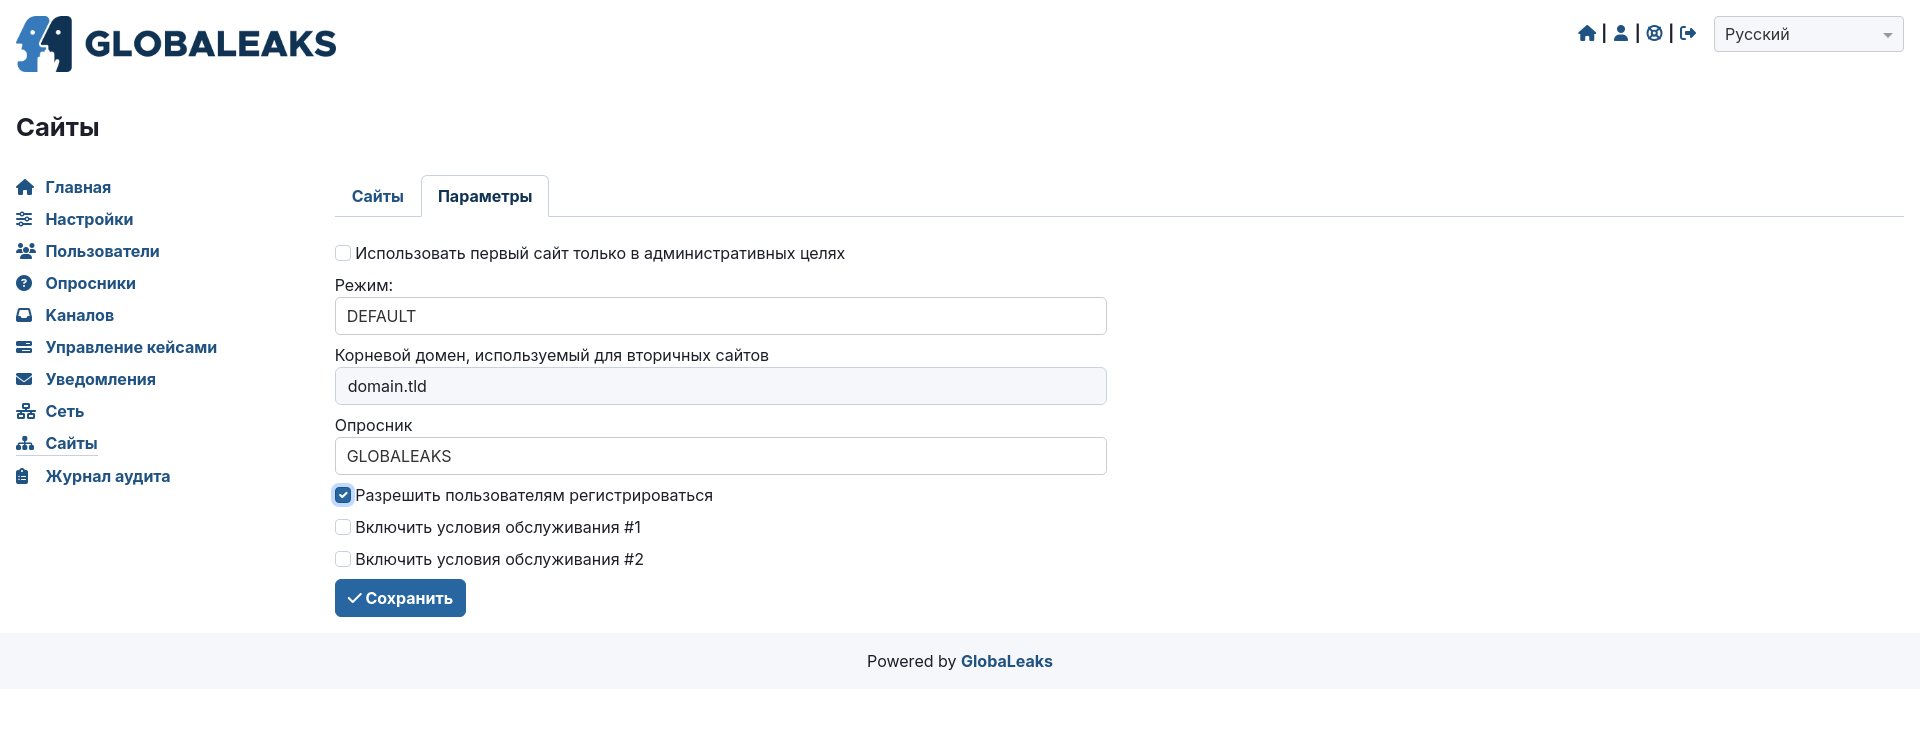 GLOBALEAKS
Русский
Сайты
Главная
Настройки
Пользователи
Опросники
Каналов
Управление кейсами
Уведомления
Сеть
Сайты
Журнал аудита
Сайты Параметры
Использовать первый сайт только в административных целях
Режим:
DEFAULT
Корневой домен, используемый для вторичных сайтов
domain.tld
Опросник
GLOBALEAKS
Разрешить пользователям регистрироваться
Включить условия обслуживания #1
Включить условия обслуживания #2
Сохранить
Powered by GlobaLeaks